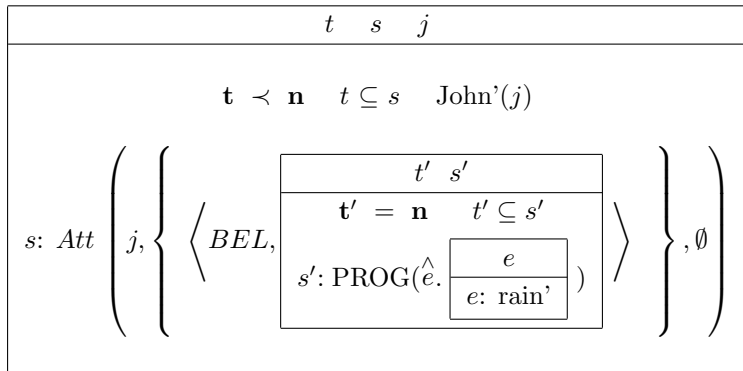 t s j
t ≺ n t ⊆ s John’(j)
t′ s′
t′ = n t′ ⊆ s′
s: Att ( j, { ⟨ BEL, ⟩ } , ∅ )
e
s′: PROG(^e. )
e: rain’